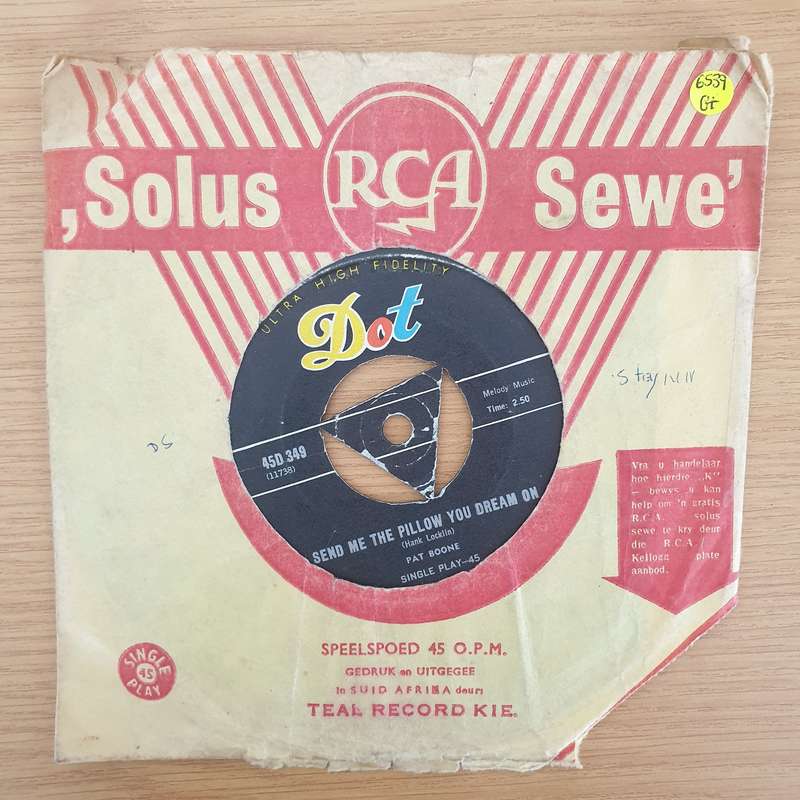 6539
G+
‚Solus RCA Sewe’
ULTRA HIGH FIDELITY
Dot
Melody Music
Time: 2.50
45D 349
(11738)
SEND ME THE PILLOW YOU DREAM ON
(Hank Locklin)
PAT BOONE
SINGLE PLAY—45
DS
Vra u handelaar
hoe hierdie „K”
— bewys u kan
help om 'n gratis
R.C.A. solus
sewe te kry deur
die R.C.A./
Kellogg plate
aanbod.
SINGLE
45
PLAY
SPEELSPOED 45 O.P.M.
GEDRUK en UITGEGEE
in SUID AFRIKA deur:
TEAL RECORD KIE.